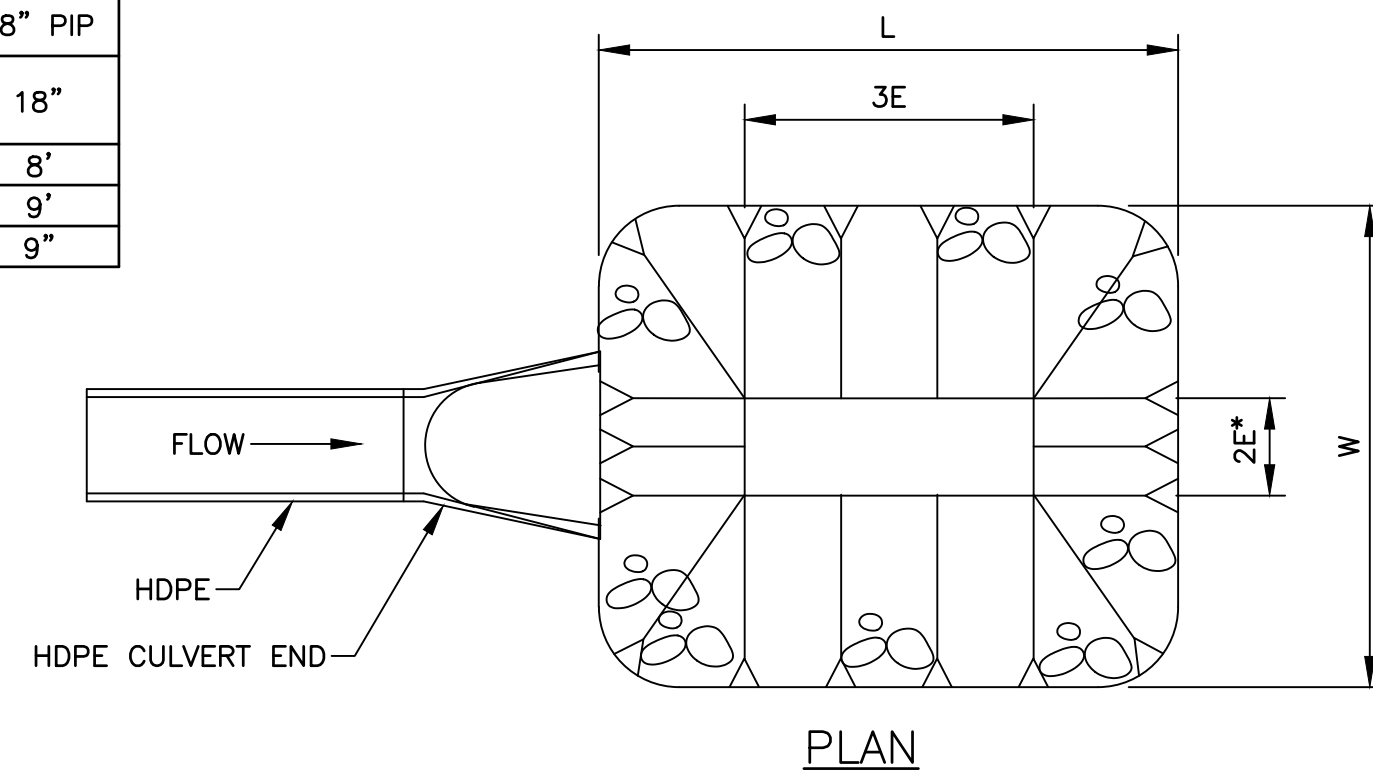 8” PIP
18”
8’
9’
9”
L
3E
FLOW
2E*
W
HDPE
HDPE CULVERT END
PLAN